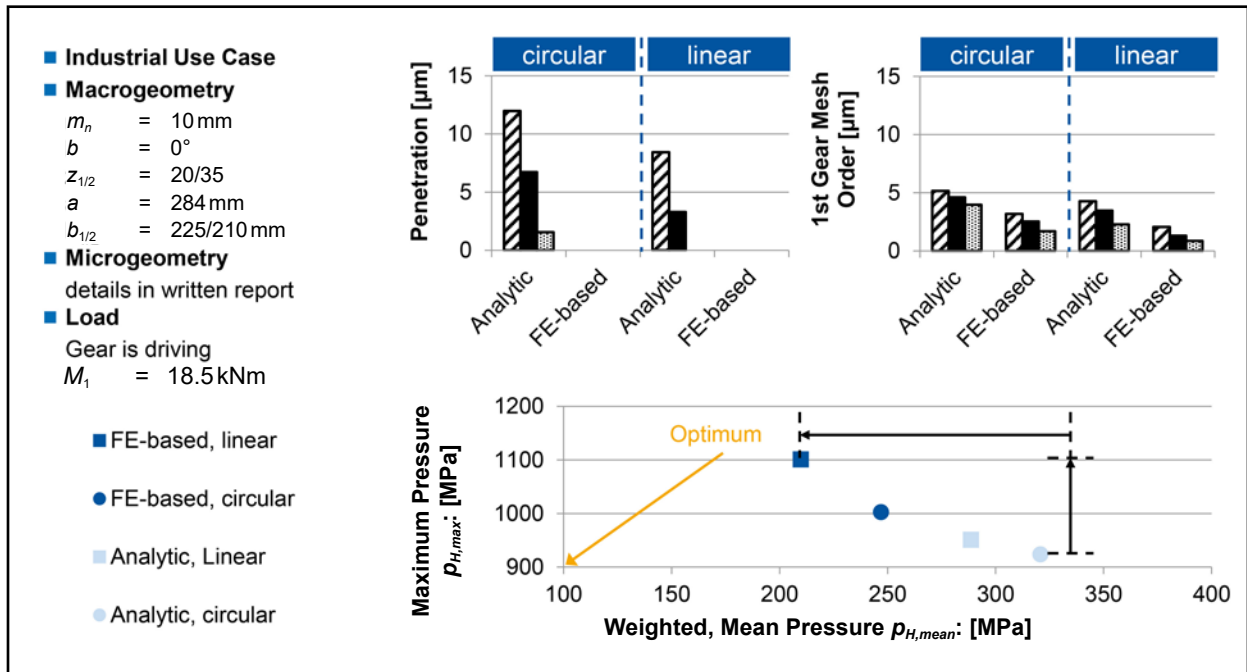 Industrial Use Case
Macrogeometry
mn = 10 mm
b = 0°
z1/2 = 20/35
a = 284 mm
b1/2 = 225/210 mm
Microgeometry
details in written report
Load
Gear is driving
M1 = 18.5 kNm
FE-based, linear
FE-based, circular
Analytic, Linear
Analytic, circular
circular linear
Penetration [µm]
15
10
5
0
Analytic
FE-based
Analytic
FE-based
circular linear
1st Gear Mesh
Order [µm]
15
10
5
0
Analytic
FE-based
Analytic
FE-based
Maximum Pressure
pH,max: [MPa]
1200
1100
1000
900
Optimum
100 150 200 250 300 350 400
Weighted, Mean Pressure pH,mean: [MPa]